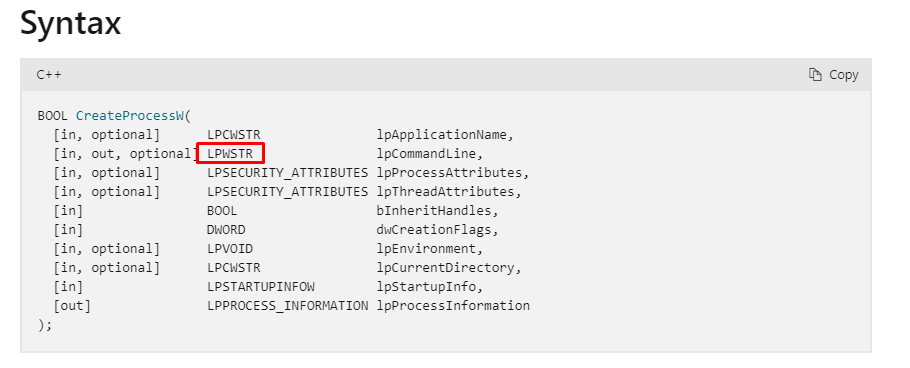 Syntax
C++ Copy
BOOL CreateProcessW(
[in, optional] LPCWSTR lpApplicationName,
[in, out, optional] LPWSTR lpCommandLine,
[in, optional] LPSECURITY_ATTRIBUTES lpProcessAttributes,
[in, optional] LPSECURITY_ATTRIBUTES lpThreadAttributes,
[in] BOOL bInheritHandles,
[in] DWORD dwCreationFlags,
[in, optional] LPVOID lpEnvironment,
[in, optional] LPCWSTR lpCurrentDirectory,
[in] LPSTARTUPINFOW lpStartupInfo,
[out] LPPROCESS_INFORMATION lpProcessInformation
);